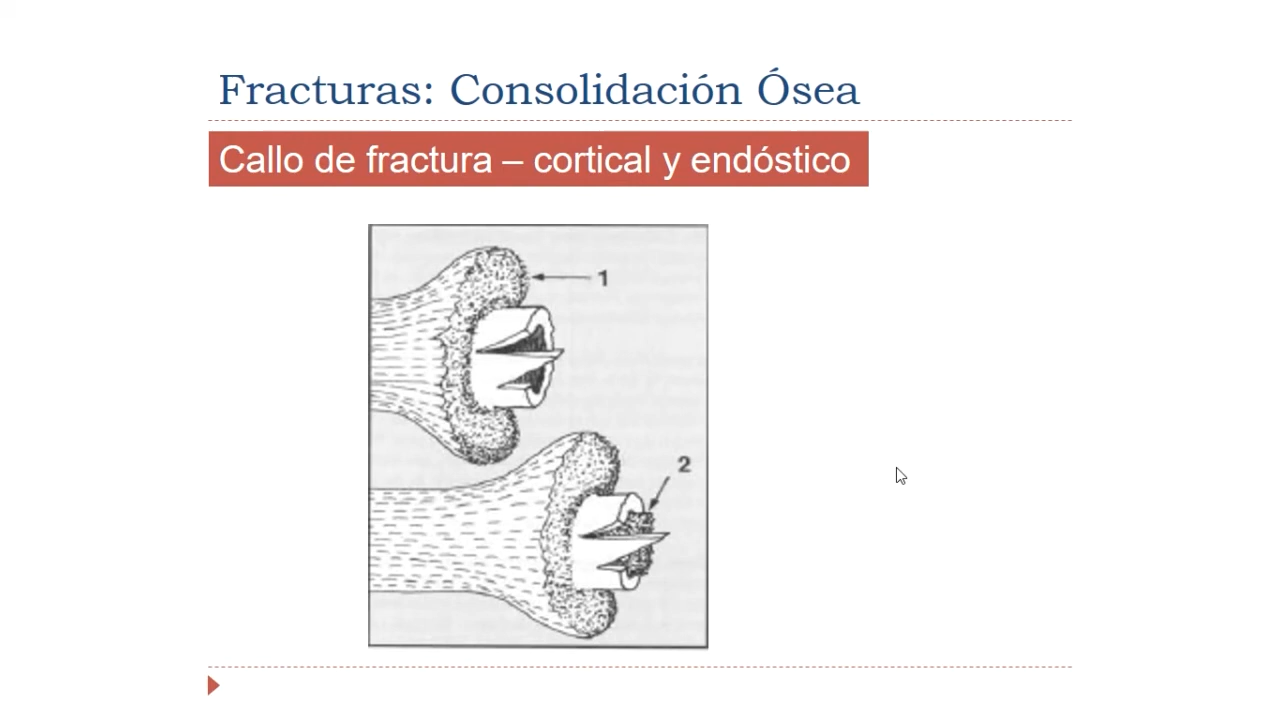 Fracturas: Consolidación Ósea
Callo de fractura – cortical y endóstico
1
2